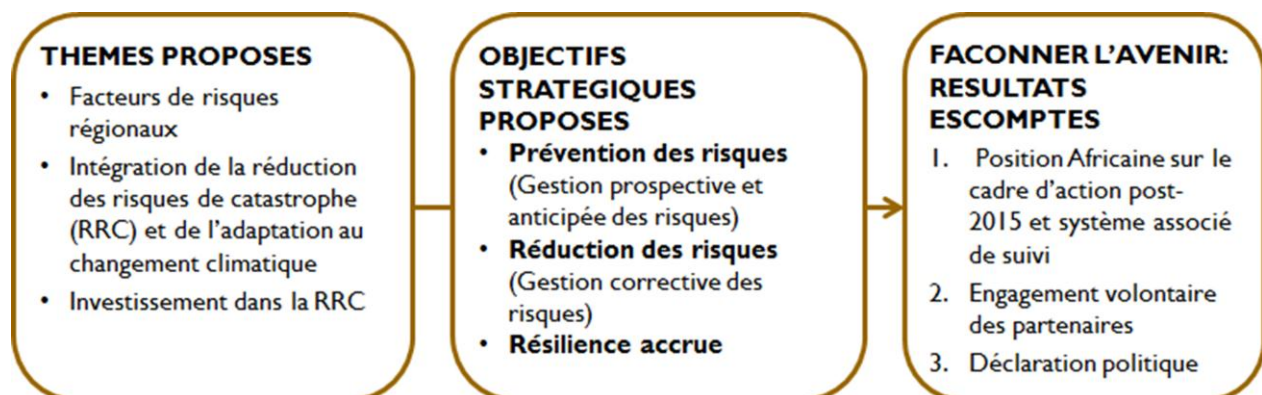 THEMES PROPOSES
• Facteurs de risques
régionaux
• Intégration de la réduction
des risques de catastrophe
(RRC) et de l’adaptation au
changement climatique
• Investissement dans la RRC
OBJECTIFS
STRATEGIQUES
PROPOSES
• Prévention des risques
(Gestion prospective et
anticipée des risques)
• Réduction des risques
(Gestion corrective des
risques)
• Résilience accrue
FACONNER L’AVENIR:
RESULTATS
ESCOMPTES
1. Position Africaine sur le
cadre d’action post-
2015 et système associé
de suivi
2. Engagement volontaire
des partenaires
3. Déclaration politique